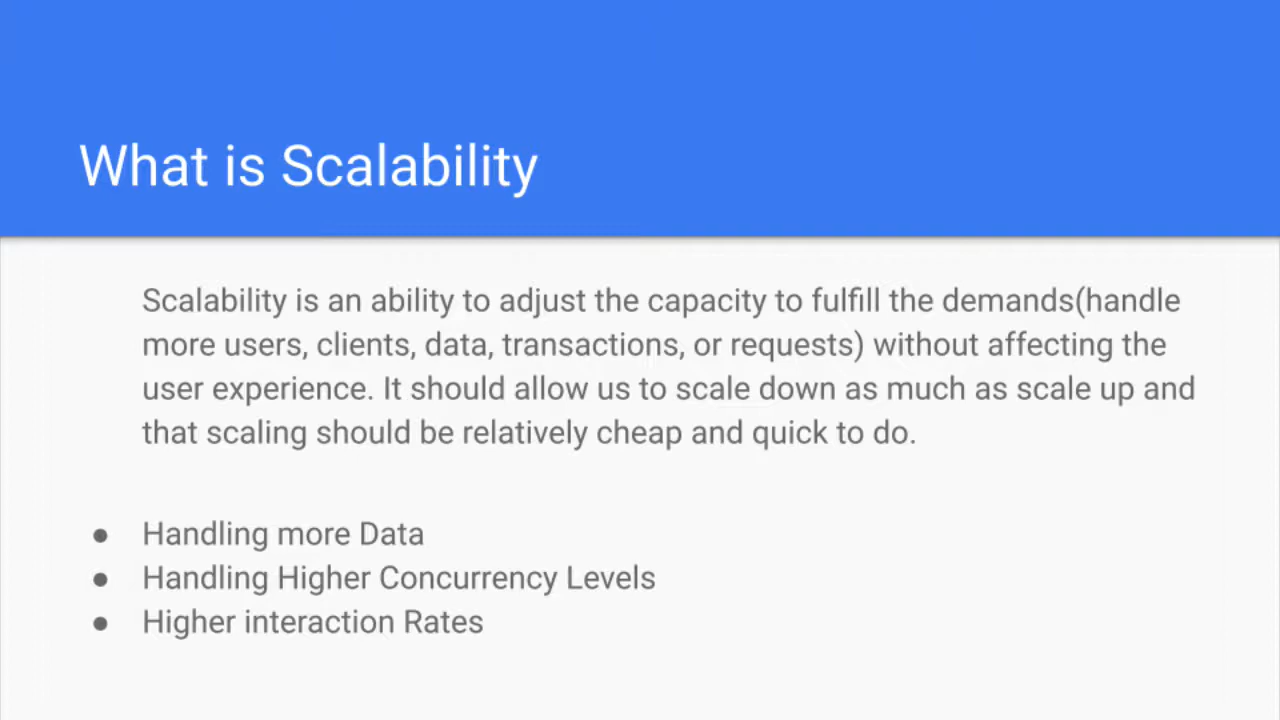 What is Scalability
Scalability is an ability to adjust the capacity to fulfill the demands(handle
more users, clients, data, transactions, or requests) without affecting the
user experience. It should allow us to scale down as much as scale up and
that scaling should be relatively cheap and quick to do.
● Handling more Data
● Handling Higher Concurrency Levels
● Higher interaction Rates